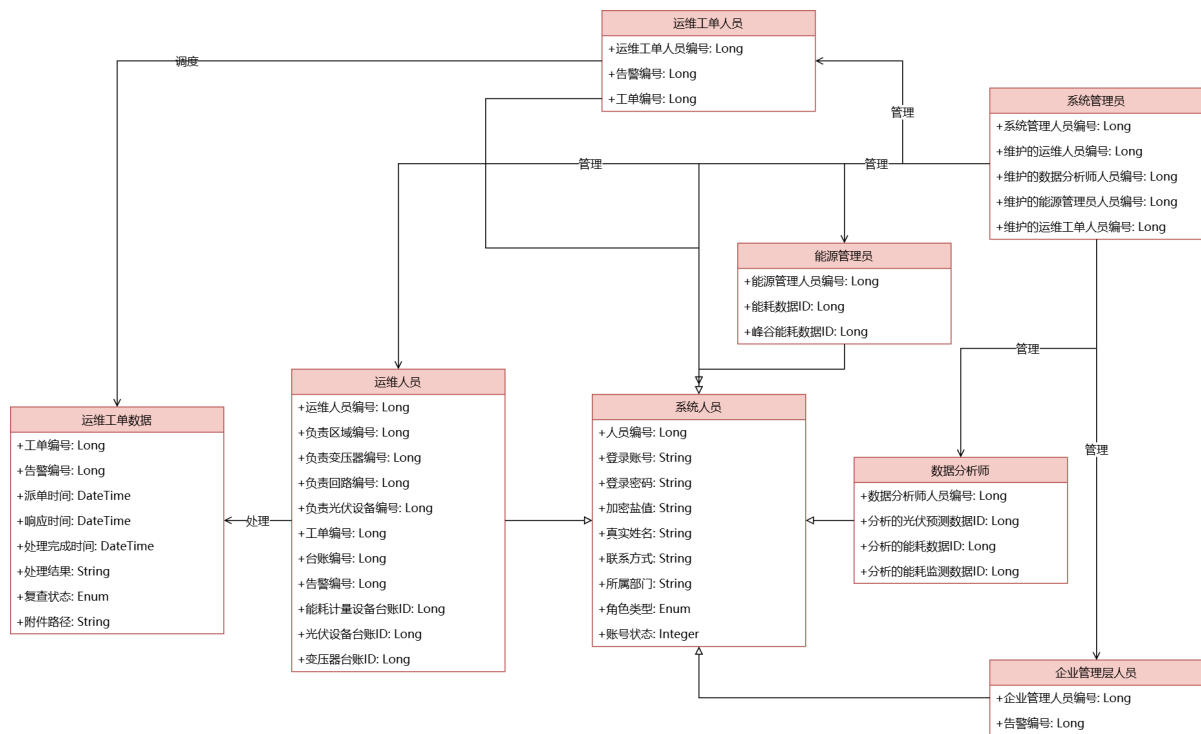 运维工单人员
+运维工单人员编号: Long
+告警编号: Long
+工单编号: Long
调度
管理
系统管理员
+系统管理人员编号: Long
+维护的运维人员编号: Long
+维护的数据分析师人员编号: Long
+维护的能源管理员人员编号: Long
+维护的运维工单人员编号: Long
管理
管理
能源管理员
+能源管理人员编号: Long
+能耗数据ID: Long
+峰谷能耗数据ID: Long
管理
运维工单数据
+工单编号: Long
+告警编号: Long
+派单时间: DateTime
+响应时间: DateTime
+处理完成时间: DateTime
+处理结果: String
+复查状态: Enum
+附件路径: String
处理
运维人员
+运维人员编号: Long
+负责区域编号: Long
+负责变压器编号: Long
+负责回路编号: Long
+负责光伏设备编号: Long
+工单编号: Long
+台账编号: Long
+告警编号: Long
+能耗计量设备台账ID: Long
+光伏设备台账ID: Long
+变压器台账ID: Long
系统人员
+人员编号: Long
+登录账号: String
+登录密码: String
+加密盐值: String
+真实姓名: String
+联系方式: String
+所属部门: String
+角色类型: Enum
+账号状态: Integer
管理
数据分析师
+数据分析师人员编号: Long
+分析的光伏预测数据ID: Long
+分析的能耗数据ID: Long
+分析的能耗监测数据ID: Long
企业管理层人员
+企业管理人员编号: Long
+告警编号: Long